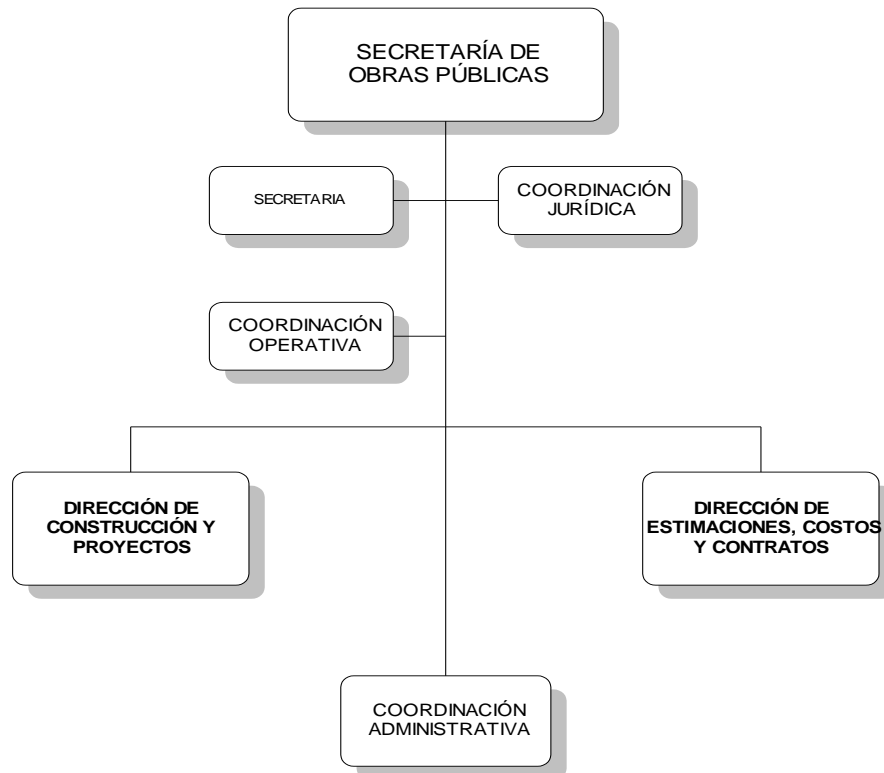 SECRETARÍA DE
OBRAS PÚBLICAS
SECRETARIA
COORDINACIÓN
JURÍDICA
COORDINACIÓN
OPERATIVA
DIRECCIÓN DE
CONSTRUCCIÓN Y
PROYECTOS
DIRECCIÓN DE
ESTIMACIONES, COSTOS
Y CONTRATOS
COORDINACIÓN
ADMINISTRATIVA